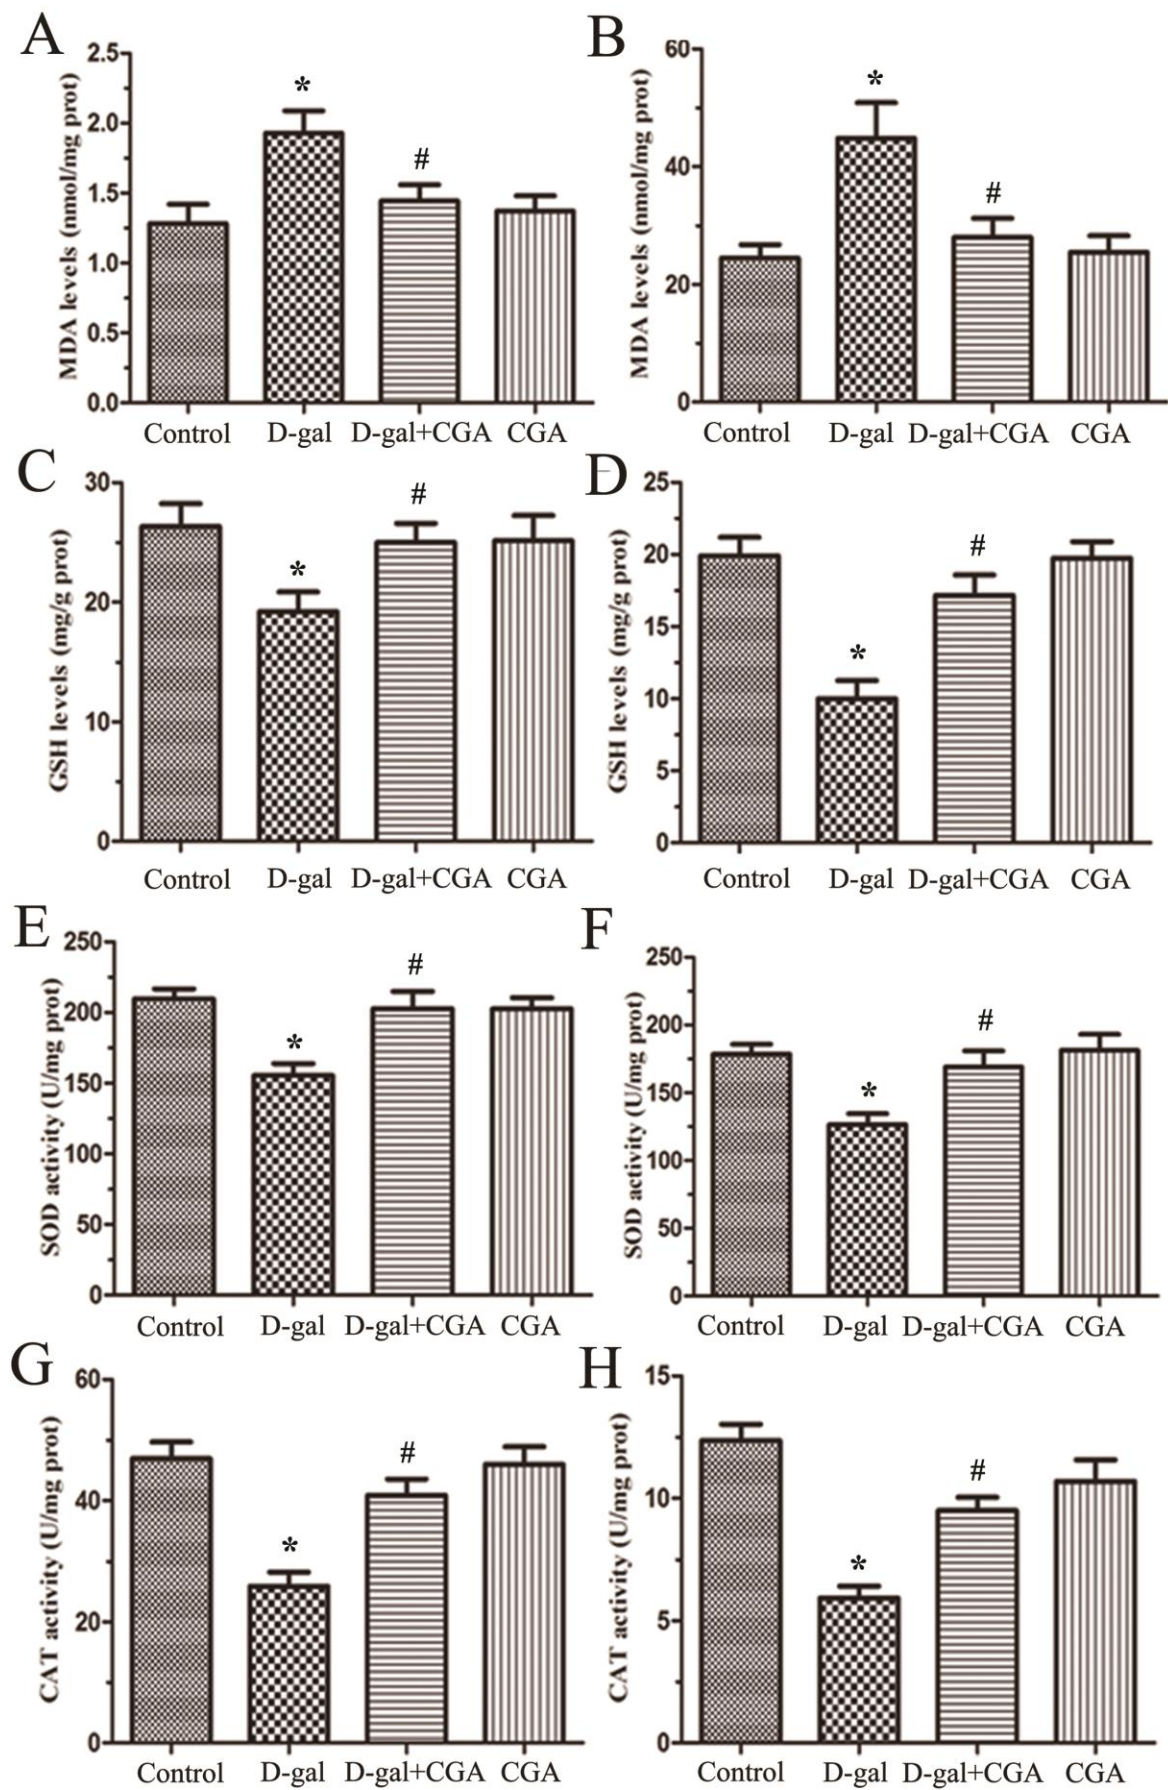 A
MDA levels (nmol/mg prot)
2.5
2.0
1.5
1.0
0.5
0.0
*
#
Control D-gal D-gal+CGA CGA
B
MDA levels (nmol/mg prot)
60
40
20
0
*
#
Control D-gal D-gal+CGA CGA
C
GSH levels (mg/g prot)
30
20
10
0
*
#
Control D-gal D-gal+CGA CGA
D
GSH levels (mg/g prot)
25
20
15
10
5
0
*
#
Control D-gal D-gal+CGA CGA
E
SOD activity (U/mg prot)
250
200
150
100
50
0
*
#
Control D-gal D-gal+CGA CGA
F
SOD activity (U/mg prot)
250
200
150
100
50
0
*
#
Control D-gal D-gal+CGA CGA
G
CAT activity (U/mg prot)
60
40
20
0
*
#
Control D-gal D-gal+CGA CGA
H
CAT activity (U/mg prot)
15
10
5
0
*
#
Control D-gal D-gal+CGA CGA